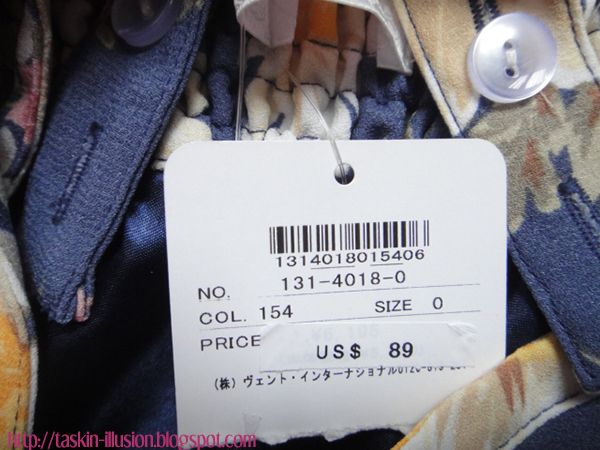 1314018015406
NO. 131-4018-0
COL. 154 SIZE 0
PRICE
US$ 89
(株) ヴェント・インターナショナル
http://taskin-illusion.blogspot.com